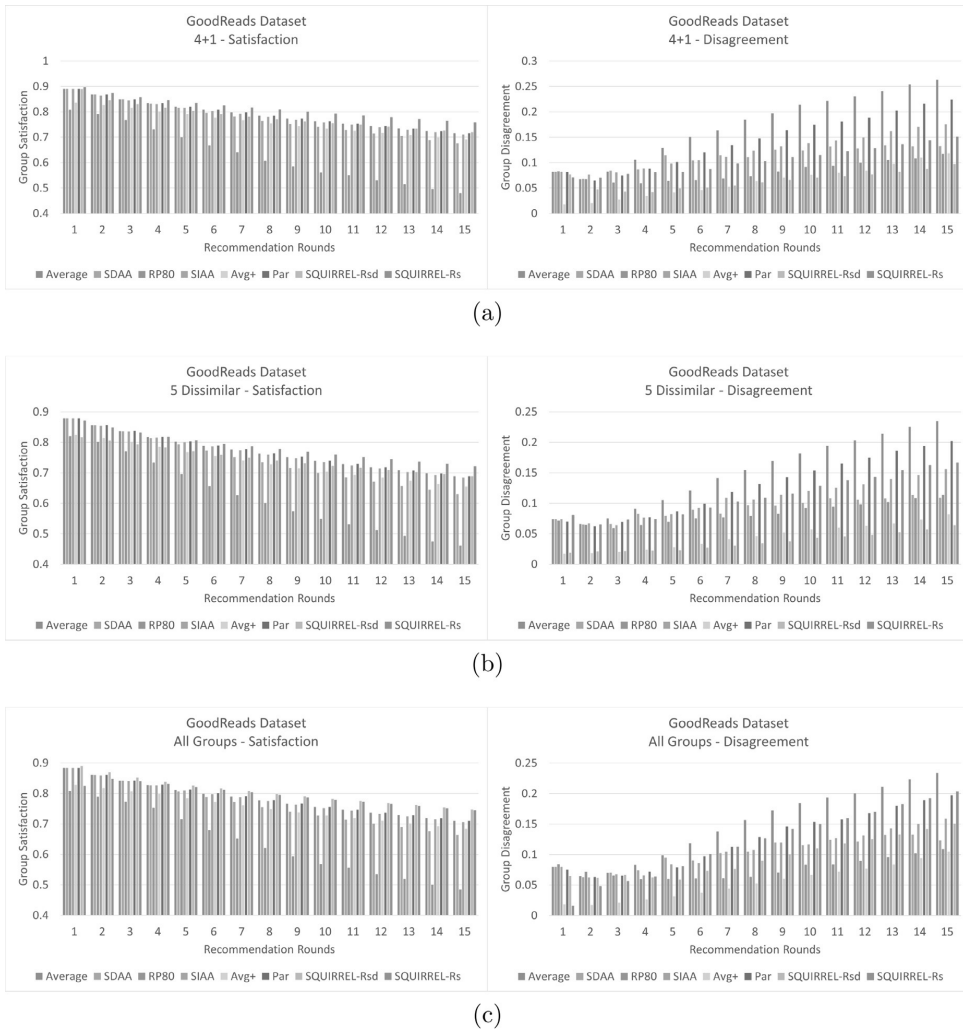 GoodReads Dataset
4+1 - Satisfaction
1
0.9
0.8
0.7
0.6
0.5
0.4
Group Satisfaction
1 2 3 4 5 6 7 8 9 10 11 12 13 14 15
Recommendation Rounds
Average SDAA RP80 SIAA Avg+ Par SQUIRREL-Rsd SQUIRREL-Rs
GoodReads Dataset
4+1 - Disagreement
0.3
0.25
0.2
0.15
0.1
0.05
0
Group Disagreement
1 2 3 4 5 6 7 8 9 10 11 12 13 14 15
Recommendation Rounds
Average SDAA RP80 SIAA Avg+ Par SQUIRREL-Rsd SQUIRREL-Rs
(a)
GoodReads Dataset
5 Dissimilar - Satisfaction
0.9
0.8
0.7
0.6
0.5
0.4
Group Satisfaction
1 2 3 4 5 6 7 8 9 10 11 12 13 14 15
Recommendation Rounds
Average SDAA RP80 SIAA Avg+ Par SQUIRREL-Rsd SQUIRREL-Rs
GoodReads Dataset
5 Dissimilar - Disagreement
0.25
0.2
0.15
0.1
0.05
0
Group Disagreement
1 2 3 4 5 6 7 8 9 10 11 12 13 14 15
Recommendation Rounds
Average SDAA RP80 SIAA Avg+ Par SQUIRREL-Rsd SQUIRREL-Rs
(b)
GoodReads Dataset
All Groups - Satisfaction
0.9
0.8
0.7
0.6
0.5
0.4
Group Satisfaction
1 2 3 4 5 6 7 8 9 10 11 12 13 14 15
Recommendation Rounds
Average SDAA RP80 SIAA Avg+ Par SQUIRREL-Rsd SQUIRREL-Rs
GoodReads Dataset
All Groups - Disagreement
0.25
0.2
0.15
0.1
0.05
0
Group Disagreement
1 2 3 4 5 6 7 8 9 10 11 12 13 14 15
Recommendation Rounds
Average SDAA RP80 SIAA Avg+ Par SQUIRREL-Rsd SQUIRREL-Rs
(c)